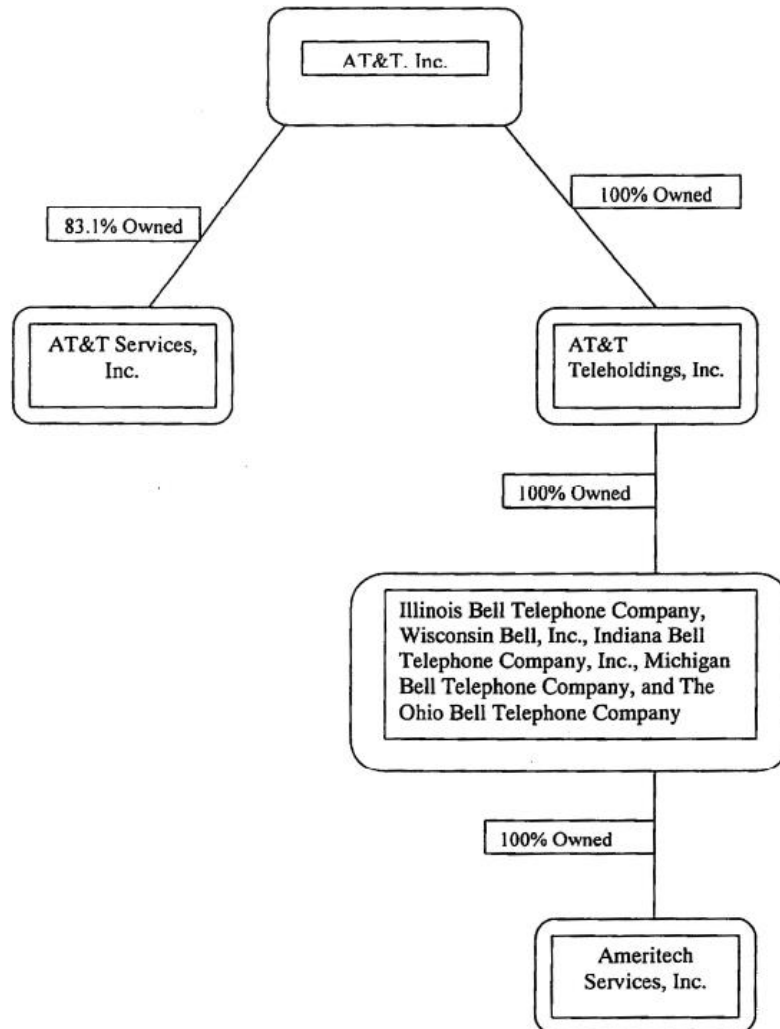 AT&T. Inc.
83.1% Owned
100% Owned
AT&T Services,
Inc.
AT&T
Teleholdings, Inc.
100% Owned
Illinois Bell Telephone Company,
Wisconsin Bell, Inc., Indiana Bell
Telephone Company, Inc., Michigan
Bell Telephone Company, and The
Ohio Bell Telephone Company
100% Owned
Ameritech
Services, Inc.